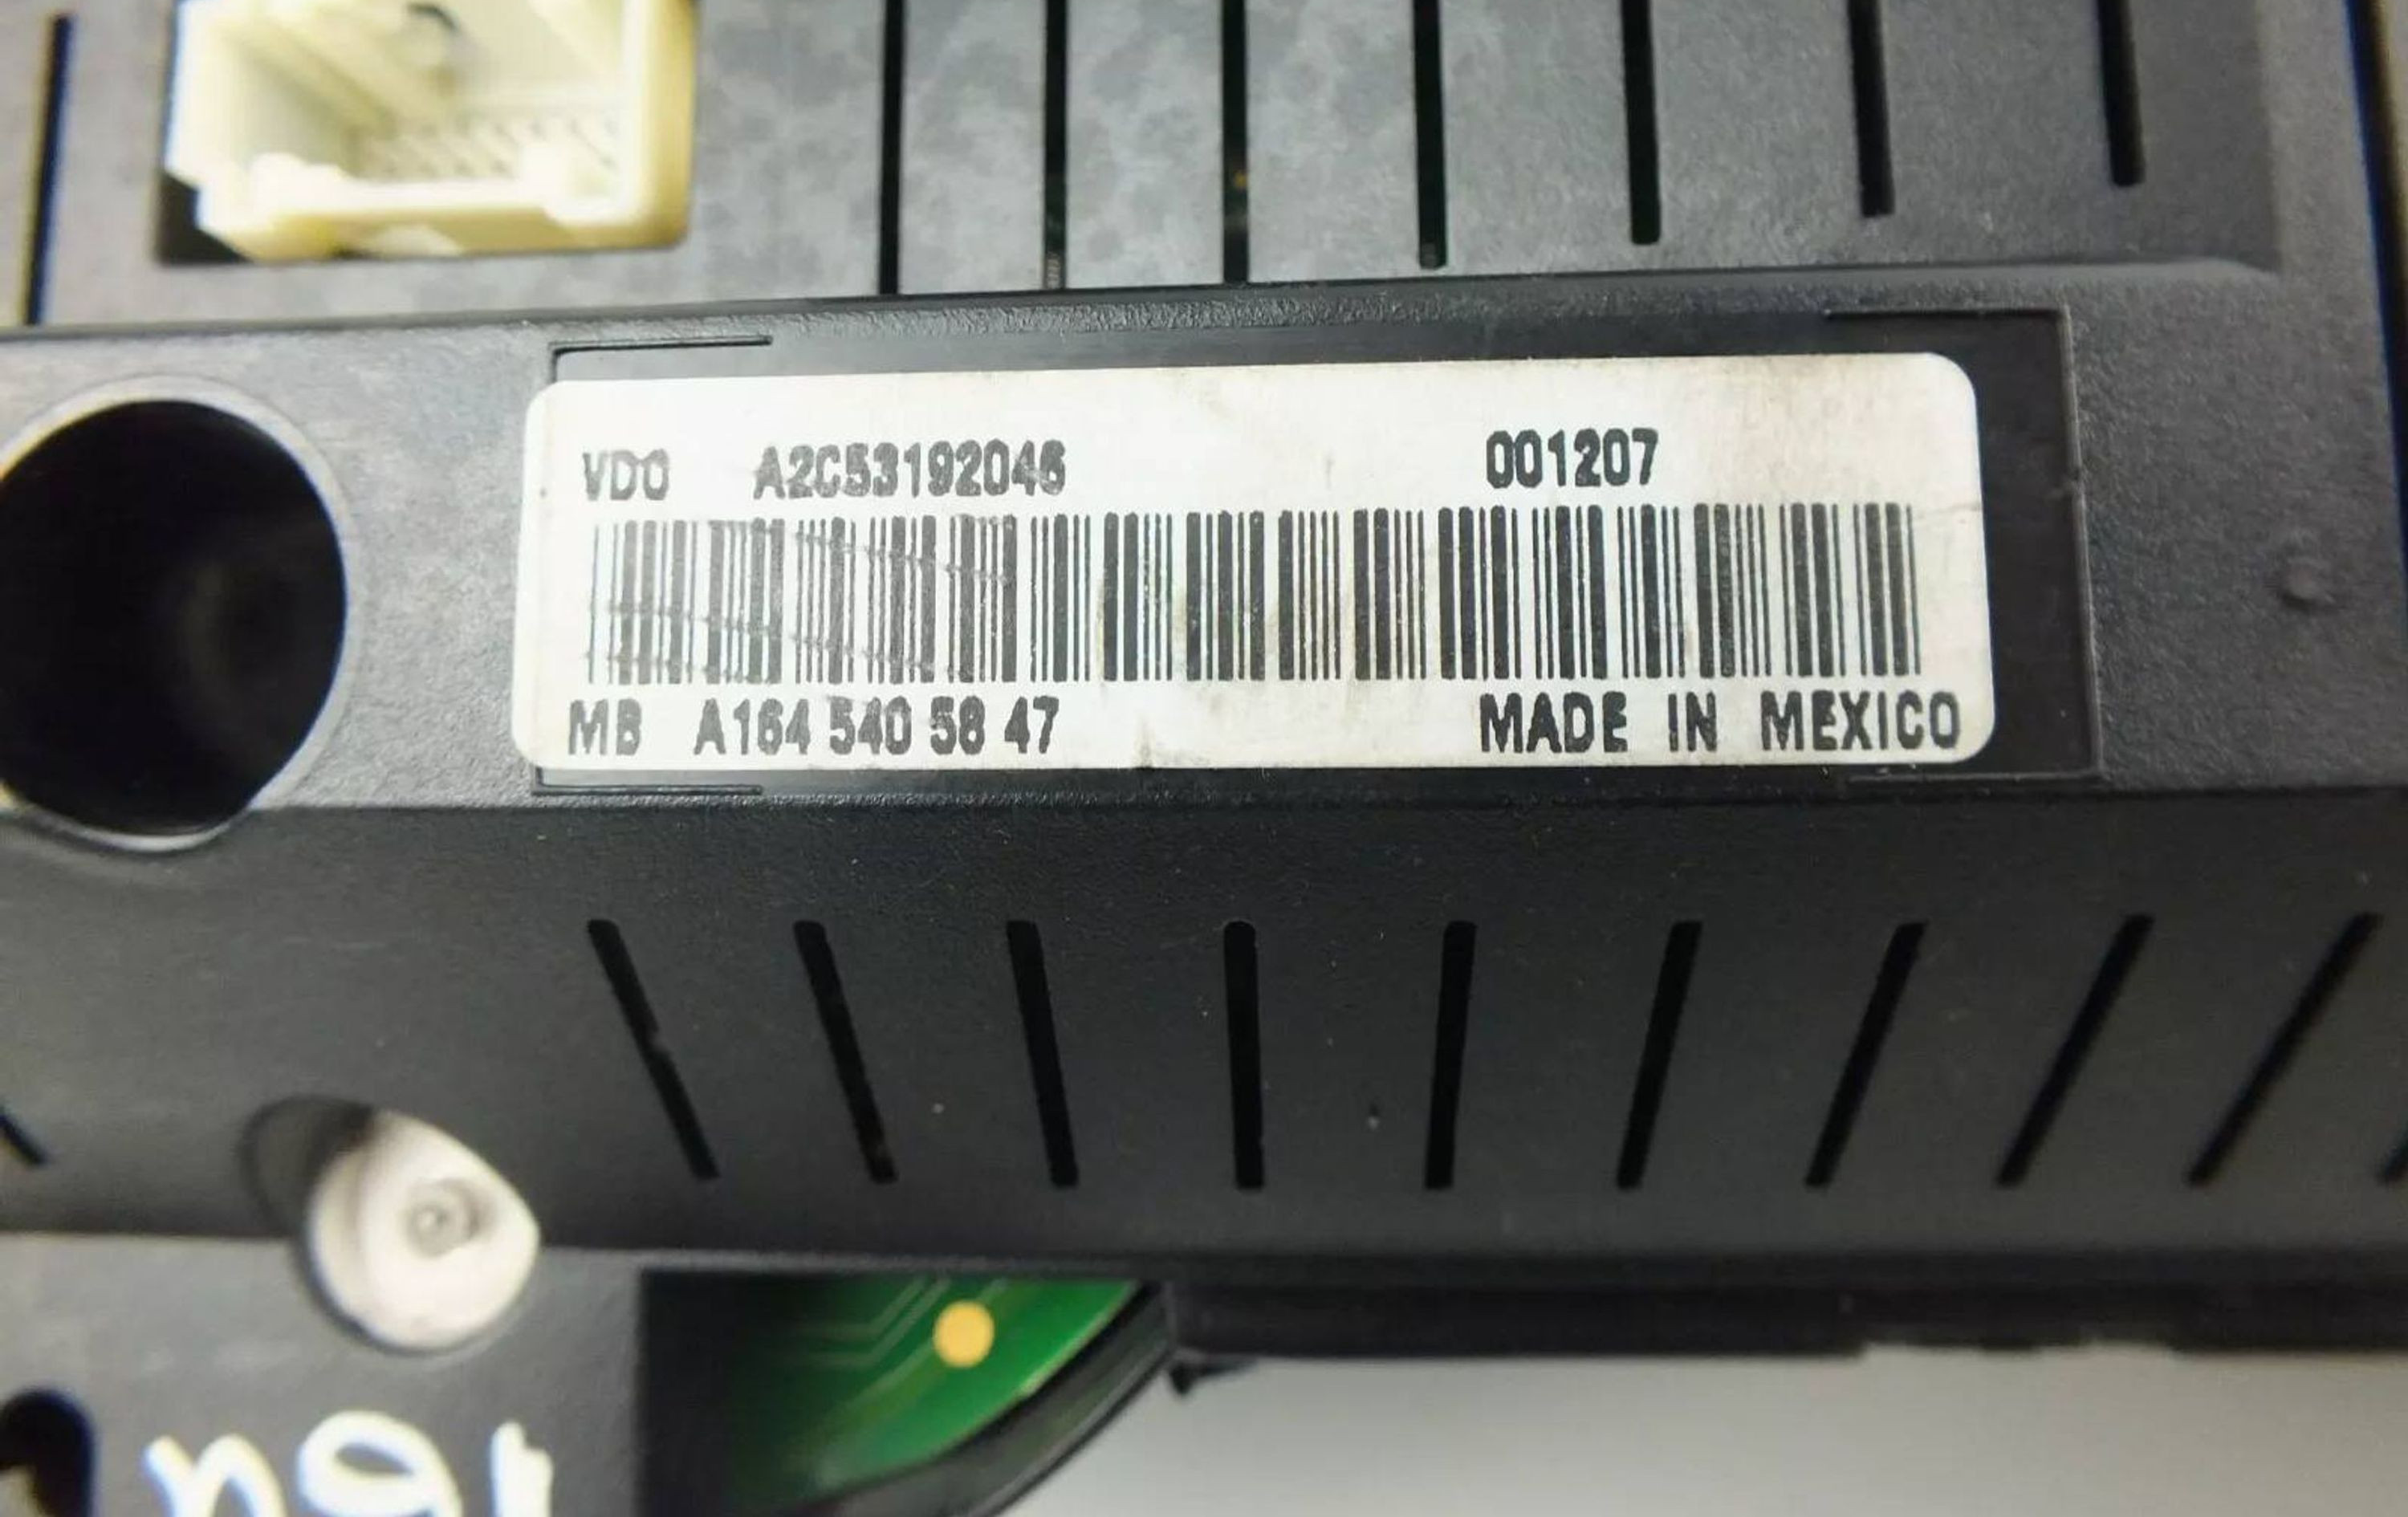 VDO A2C53192046 001207
MB A164 540 58 47 MADE IN MEXICO